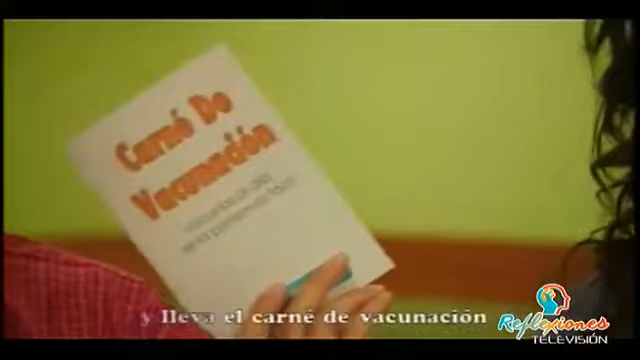 Carné De
Vacunación
y lleva el carné de vacunación
Reflexiones
TELEVISIÓN